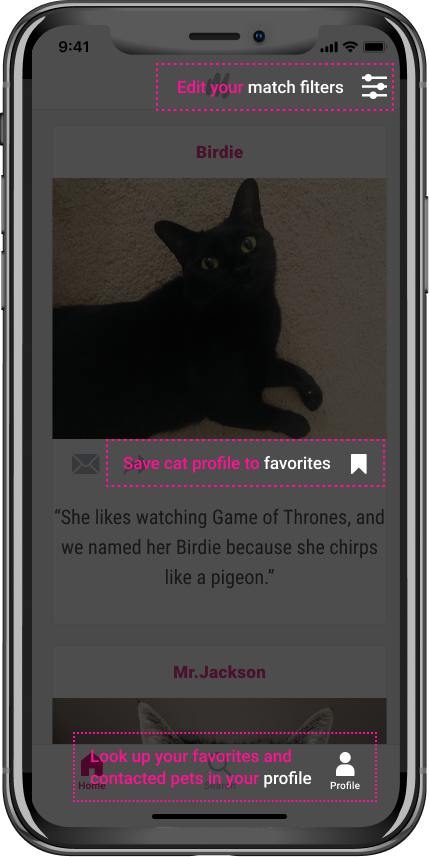 9:41
Edit your match filters
Birdie
Save cat profile to favorites
“She likes watching Game of Thrones, and
we named her Birdie because she chirps
like a pigeon.”
Mr.Jackson
Look up your favorites and
contacted pets in your profile
Home
Search
Profile